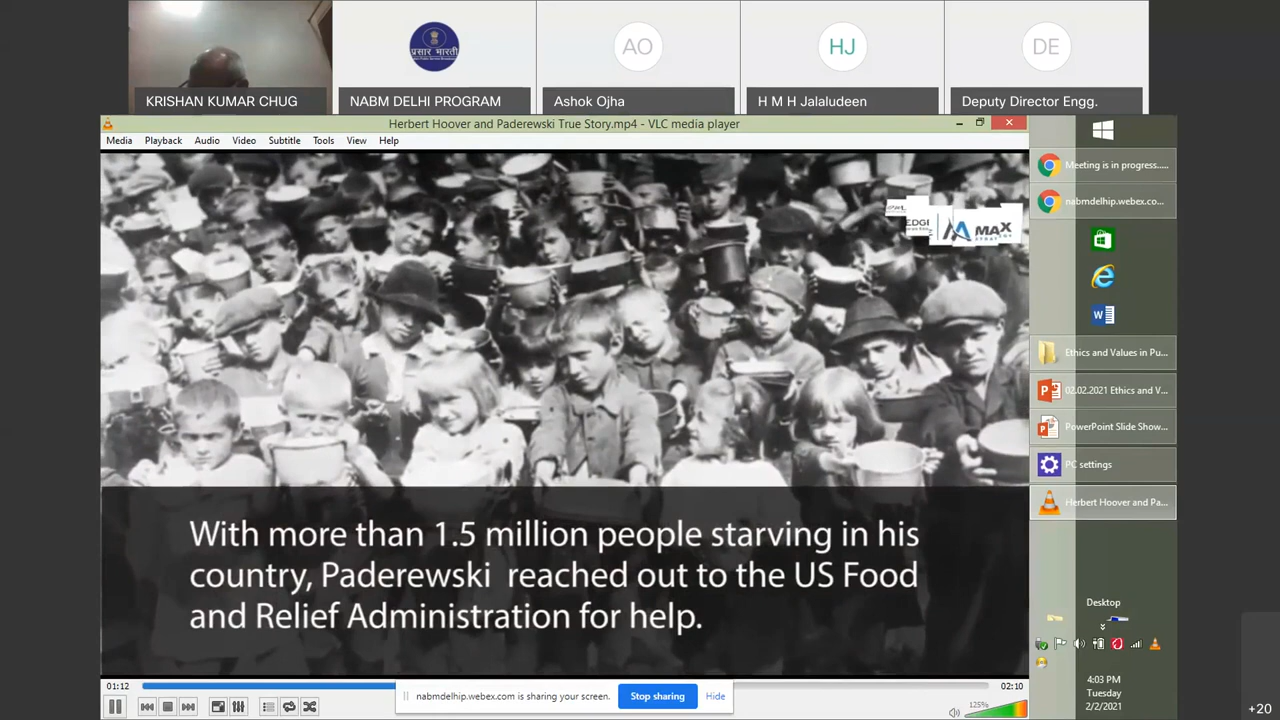 प्रसार भारती
AO
HJ
DE
KRISHAN KUMAR CHUG
NABM DELHI PROGRAM
Ashok Ojha
H M H Jalaludeen
Deputy Director Engg.
Herbert Hoover and Paderewski True Story.mp4 - VLC media player
Media Playback Audio Video Subtitle Tools View Help
Meeting is in progress.....
nabmdelhip.webex.co...
EDGE
MAX
With more than 1.5 million people starving in his
country, Paderewski reached out to the US Food
and Relief Administration for help.
Ethics and Values in Pu...
02.02.2021 Ethics and V...
PowerPoint Slide Show...
PC settings
Herbert Hoover and Pa...
Desktop
4:03 PM
Tuesday
2/2/2021
01:12
02:10
nabmdelhip.webex.com is sharing your screen.
Stop sharing
Hide
125%
+20